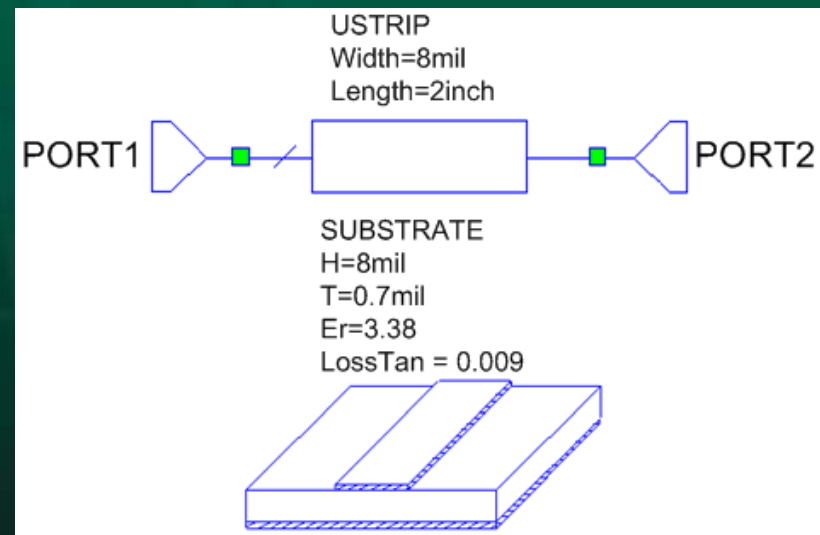 USTRIP
Width=8mil
Length=2inch
PORT1
PORT2
SUBSTRATE
H=8mil
T=0.7mil
Er=3.38
LossTan = 0.009